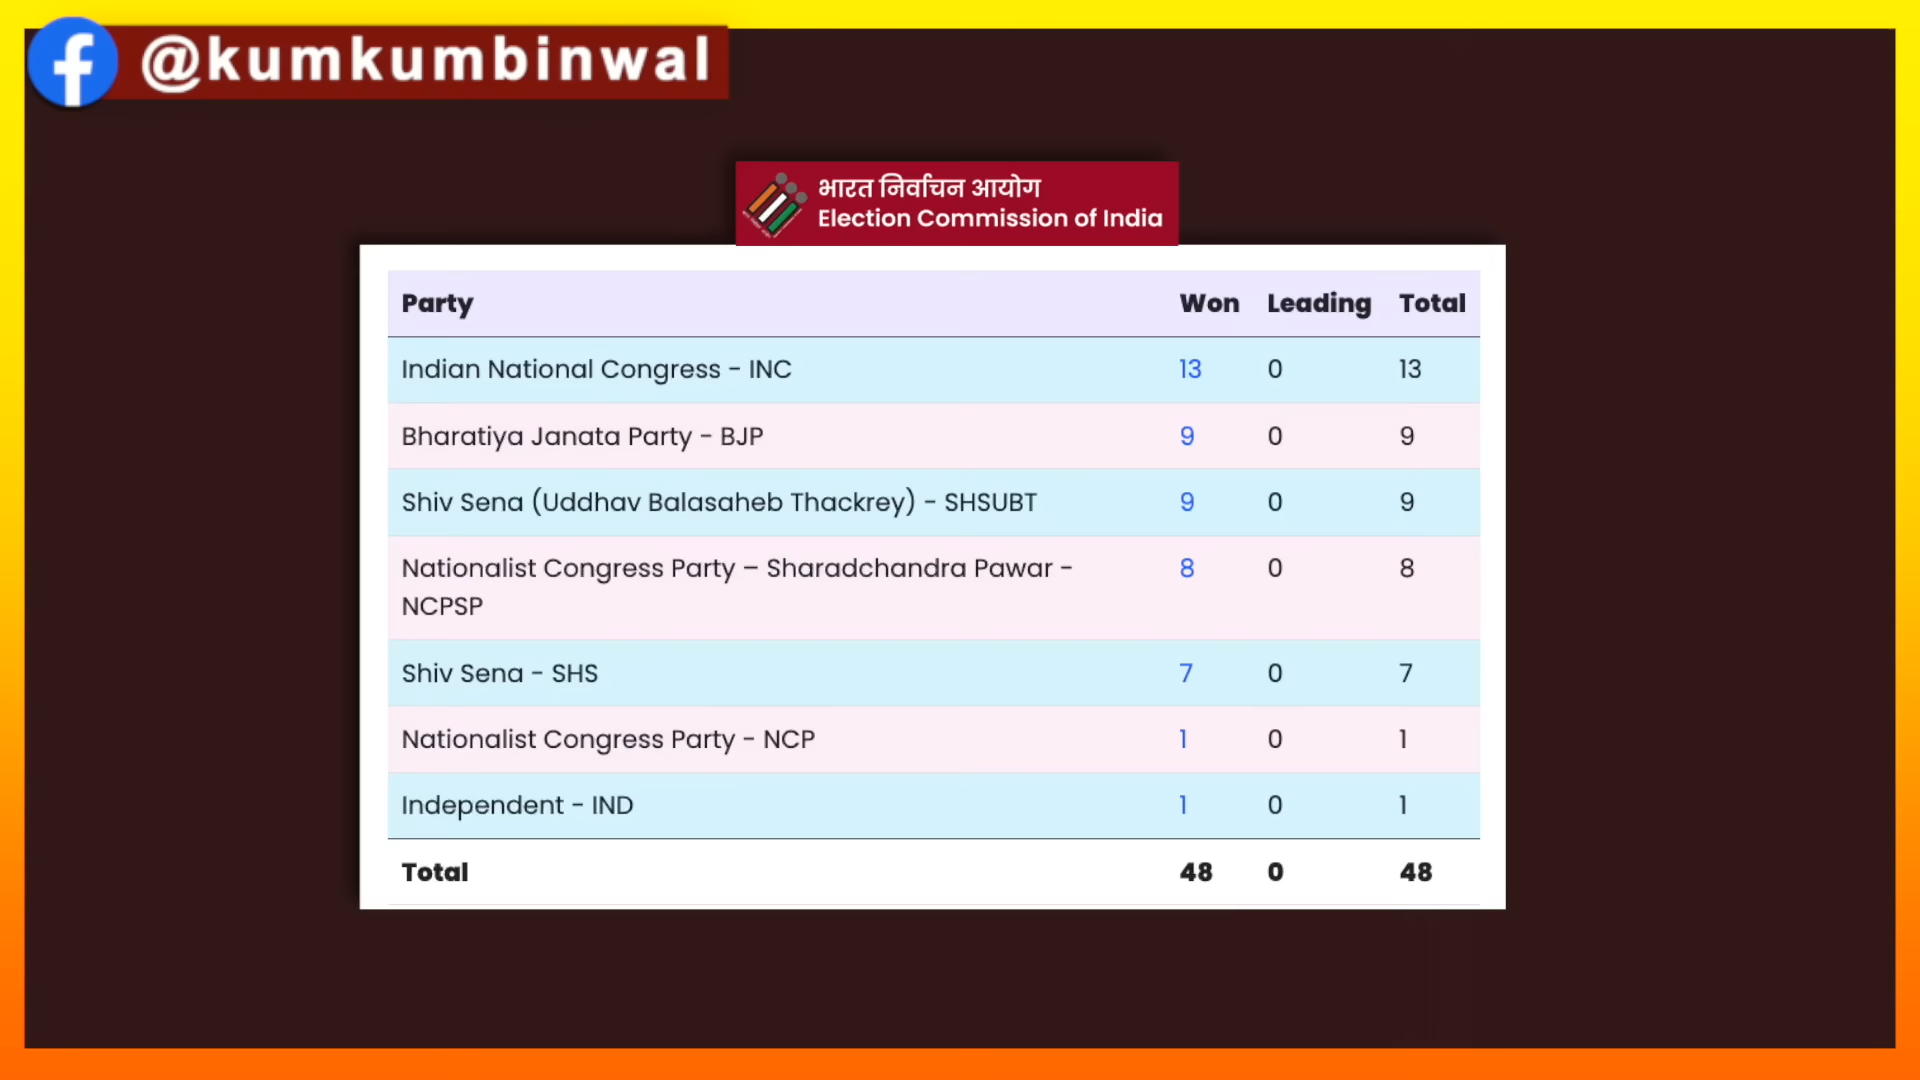 @kumkumbinwal
भारत निर्वाचन आयोग
Election Commission of India
Party Won Leading Total
Indian National Congress - INC 13 0 13
Bharatiya Janata Party - BJP 9 0 9
Shiv Sena (Uddhav Balasaheb Thackrey) - SHSUBT 9 0 9
Nationalist Congress Party – Sharadchandra Pawar - 8 0 8
NCPSP
Shiv Sena - SHS 7 0 7
Nationalist Congress Party - NCP 1 0 1
Independent - IND 1 0 1
Total 48 0 48